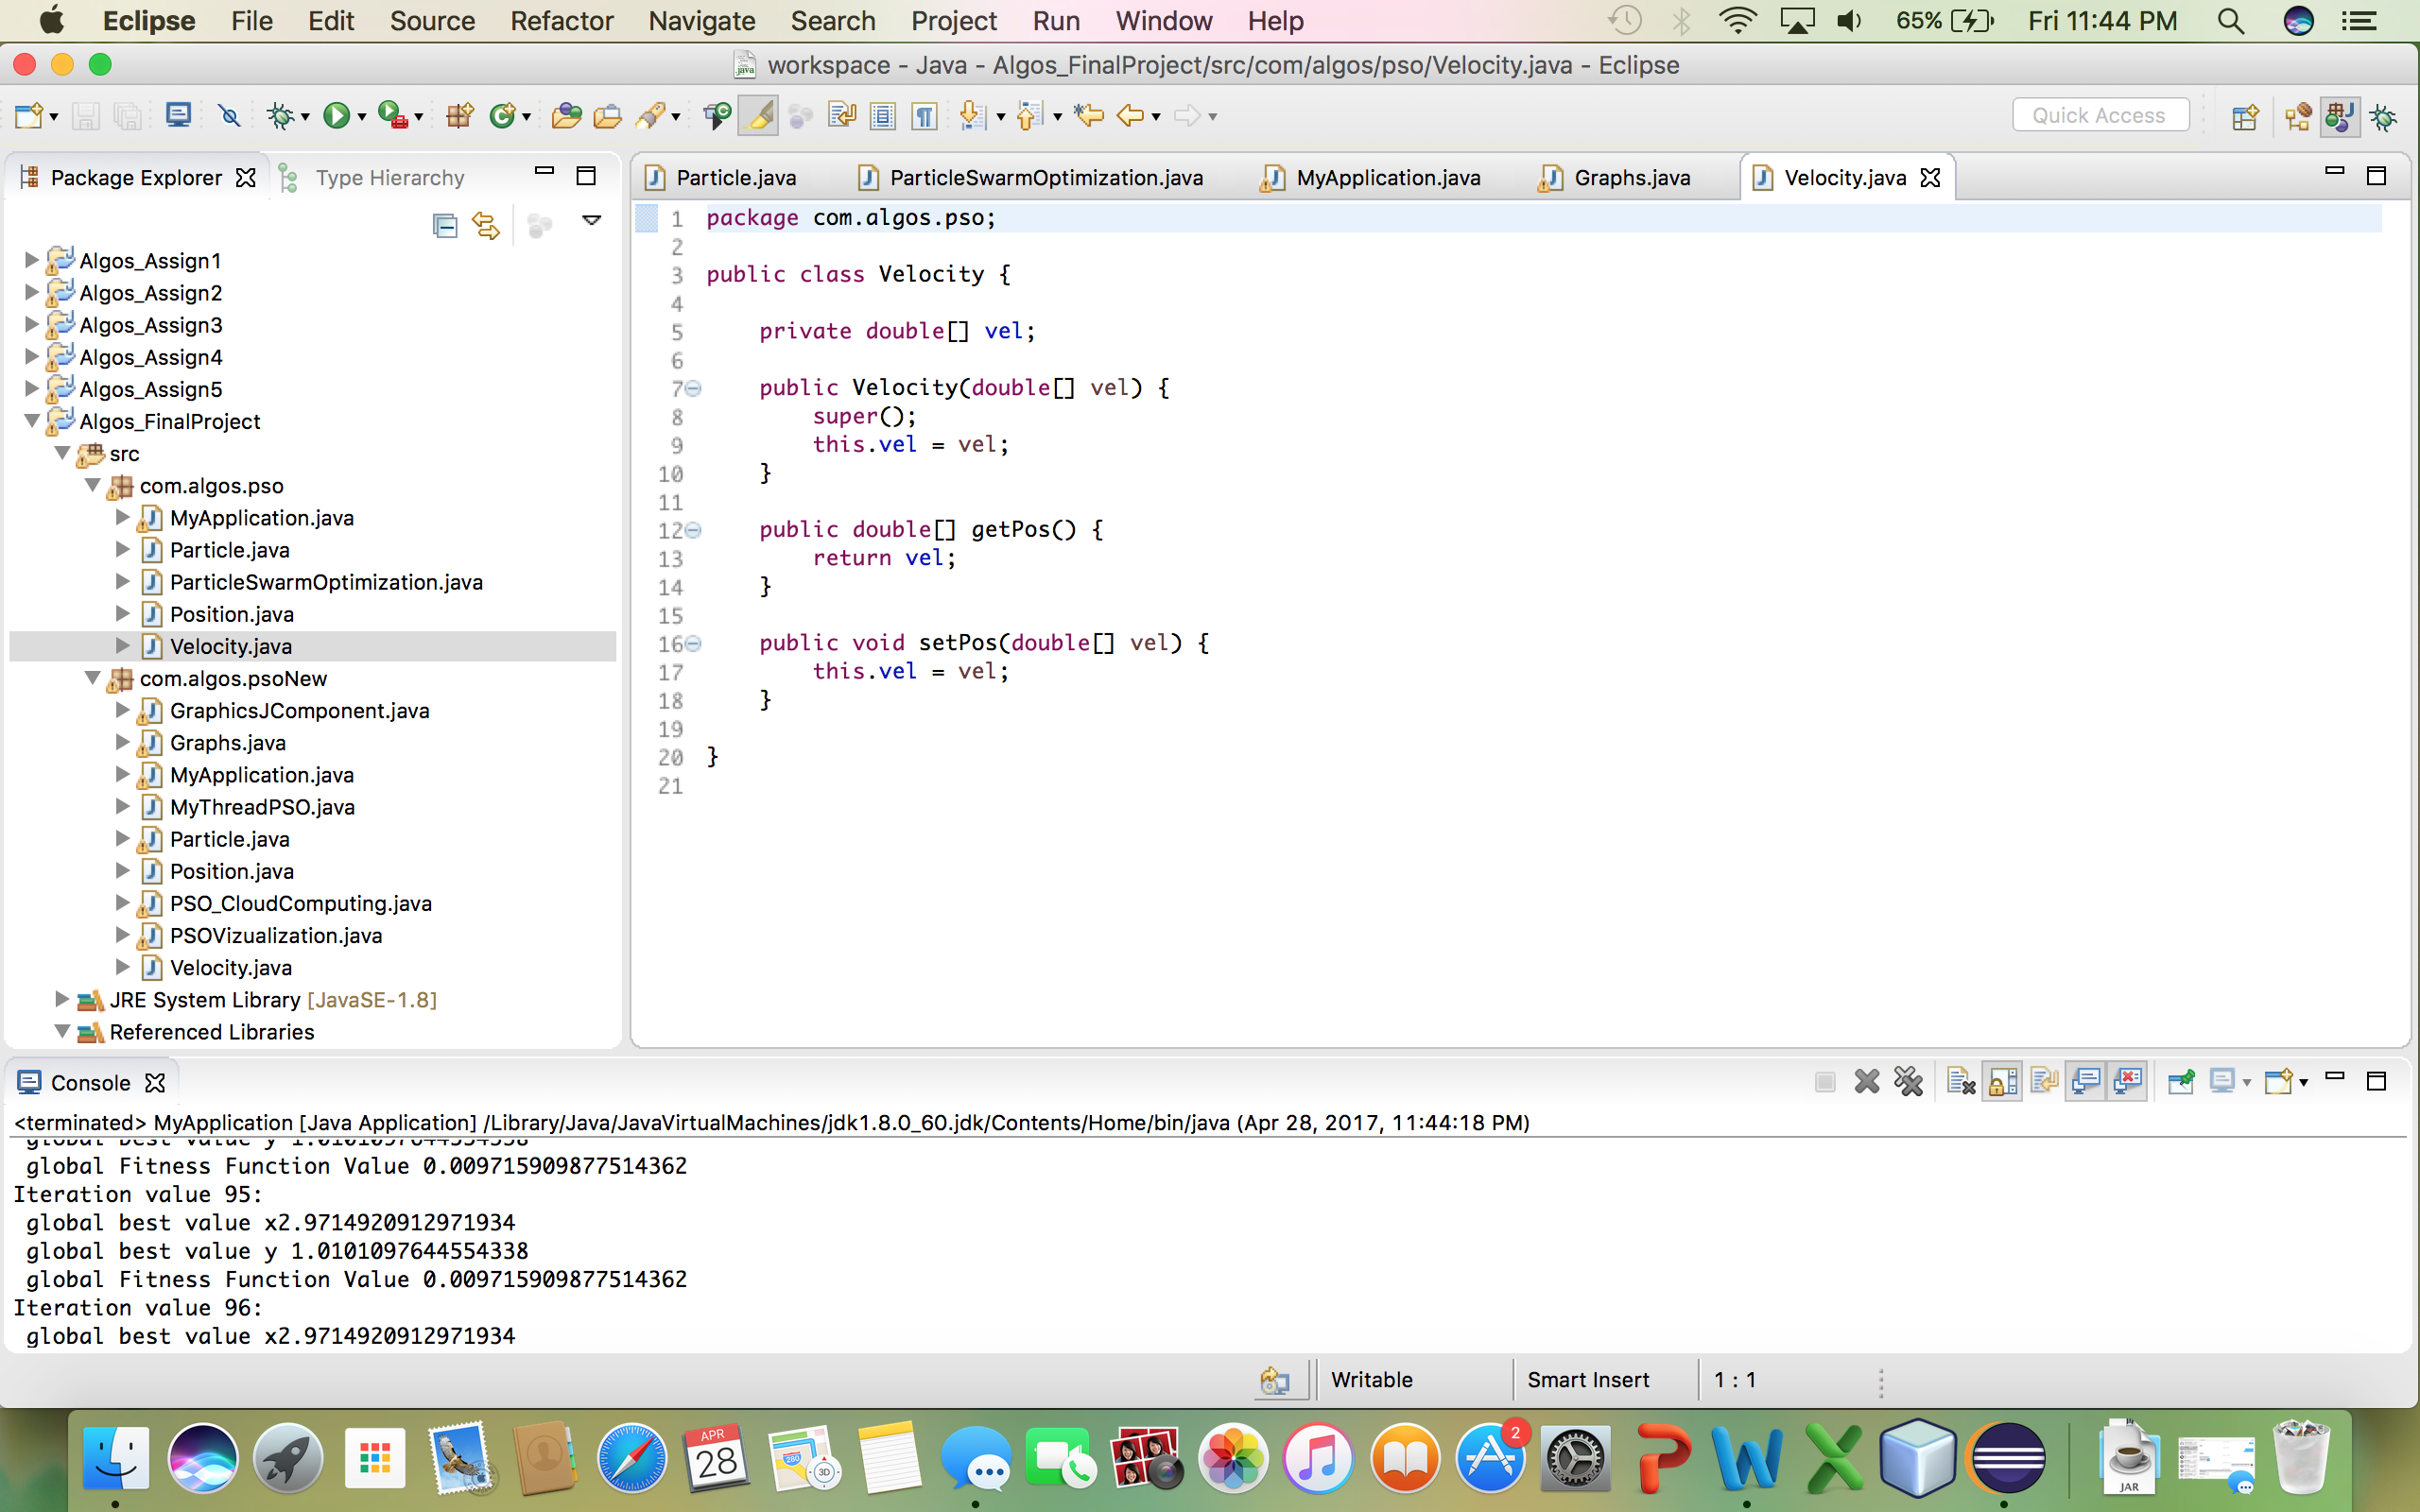 Eclipse File Edit Source Refactor Navigate Search Project Run Window Help 65% Fri 11:44 PM
workspace - Java - Algos_FinalProject/src/com/algos/pso/Velocity.java - Eclipse
Quick Access
Package Explorer Type Hierarchy
Particle.java ParticleSwarmOptimization.java MyApplication.java Graphs.java Velocity.java
Algos_Assign1
Algos_Assign2
Algos_Assign3
Algos_Assign4
Algos_Assign5
Algos_FinalProject
src
com.algos.pso
MyApplication.java
Particle.java
ParticleSwarmOptimization.java
Position.java
Velocity.java
com.algos.psoNew
GraphicsJComponent.java
Graphs.java
MyApplication.java
MyThreadPSO.java
Particle.java
Position.java
PSO_CloudComputing.java
PSOVizualization.java
Velocity.java
JRE System Library [JavaSE-1.8]
Referenced Libraries
1 package com.algos.pso;
2
3 public class Velocity {
4
5 private double[] vel;
6
7 public Velocity(double[] vel) {
8 super();
9 this.vel = vel;
10 }
11
12 public double[] getPos() {
13 return vel;
14 }
15
16 public void setPos(double[] vel) {
17 this.vel = vel;
18 }
19
20 }
21
Console
<terminated> MyApplication [Java Application] /Library/Java/JavaVirtualMachines/jdk1.8.0_60.jdk/Contents/Home/bin/java (Apr 28, 2017, 11:44:18 PM)
global best value y 1.0101097644554338
global Fitness Function Value 0.009715909877514362
Iteration value 95:
global best value x2.9714920912971934
global best value y 1.0101097644554338
global Fitness Function Value 0.009715909877514362
Iteration value 96:
global best value x2.9714920912971934
Writable Smart Insert 1 : 1
APR
28
280
3D
2
JAR